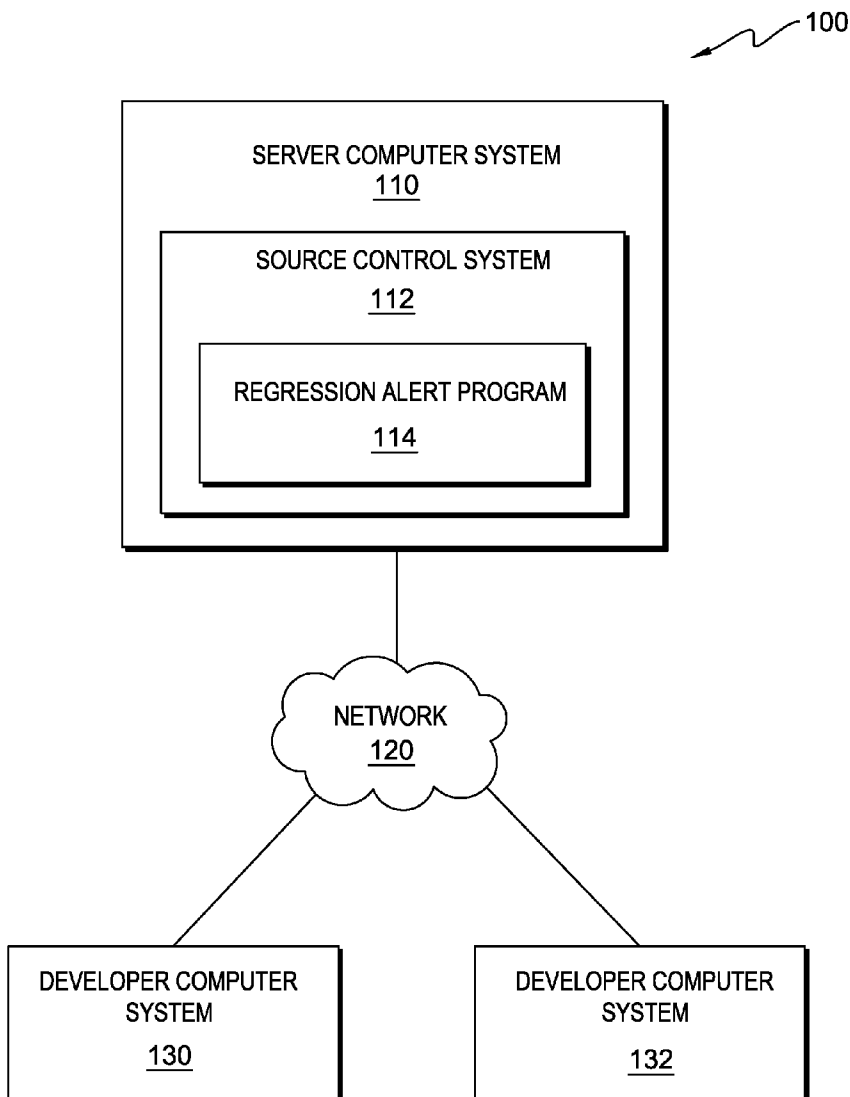 100
SERVER COMPUTER SYSTEM
110
SOURCE CONTROL SYSTEM
112
REGRESSION ALERT PROGRAM
114
NETWORK
120
DEVELOPER COMPUTER
SYSTEM
130
DEVELOPER COMPUTER
SYSTEM
132